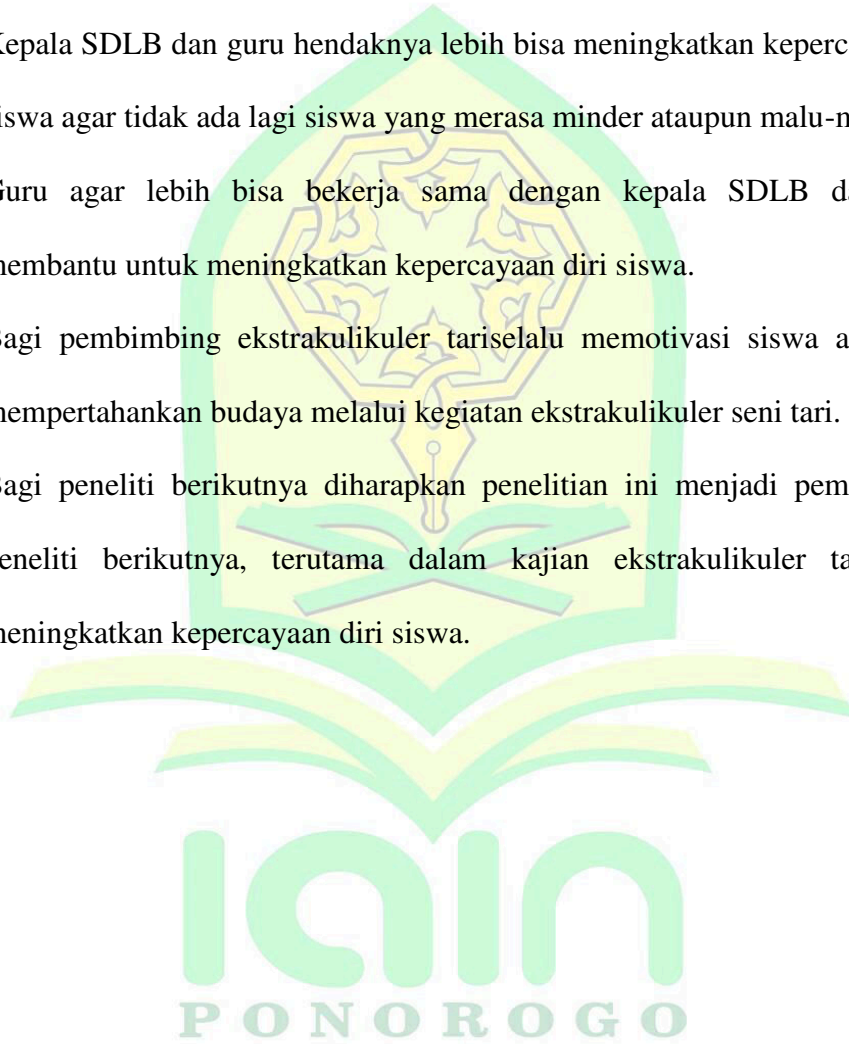 Kepala SDLB dan guru hendaknya lebih bisa meningkatkan keperc
siswa agar tidak ada lagi siswa yang merasa minder ataupun malu-m
Guru agar lebih bisa bekerja sama dengan kepala SDLB da
membantu untuk meningkatkan kepercayaan diri siswa.
Bagi pembimbing ekstrakulikuler tariselalu memotivasi siswa a
mempertahankan budaya melalui kegiatan ekstrakulikuler seni tari.
Bagi peneliti berikutnya diharapkan penelitian ini menjadi pem
peneliti berikutnya, terutama dalam kajian ekstrakulikuler ta
meningkatkan kepercayaan diri siswa.
IAIN
PONOROGO